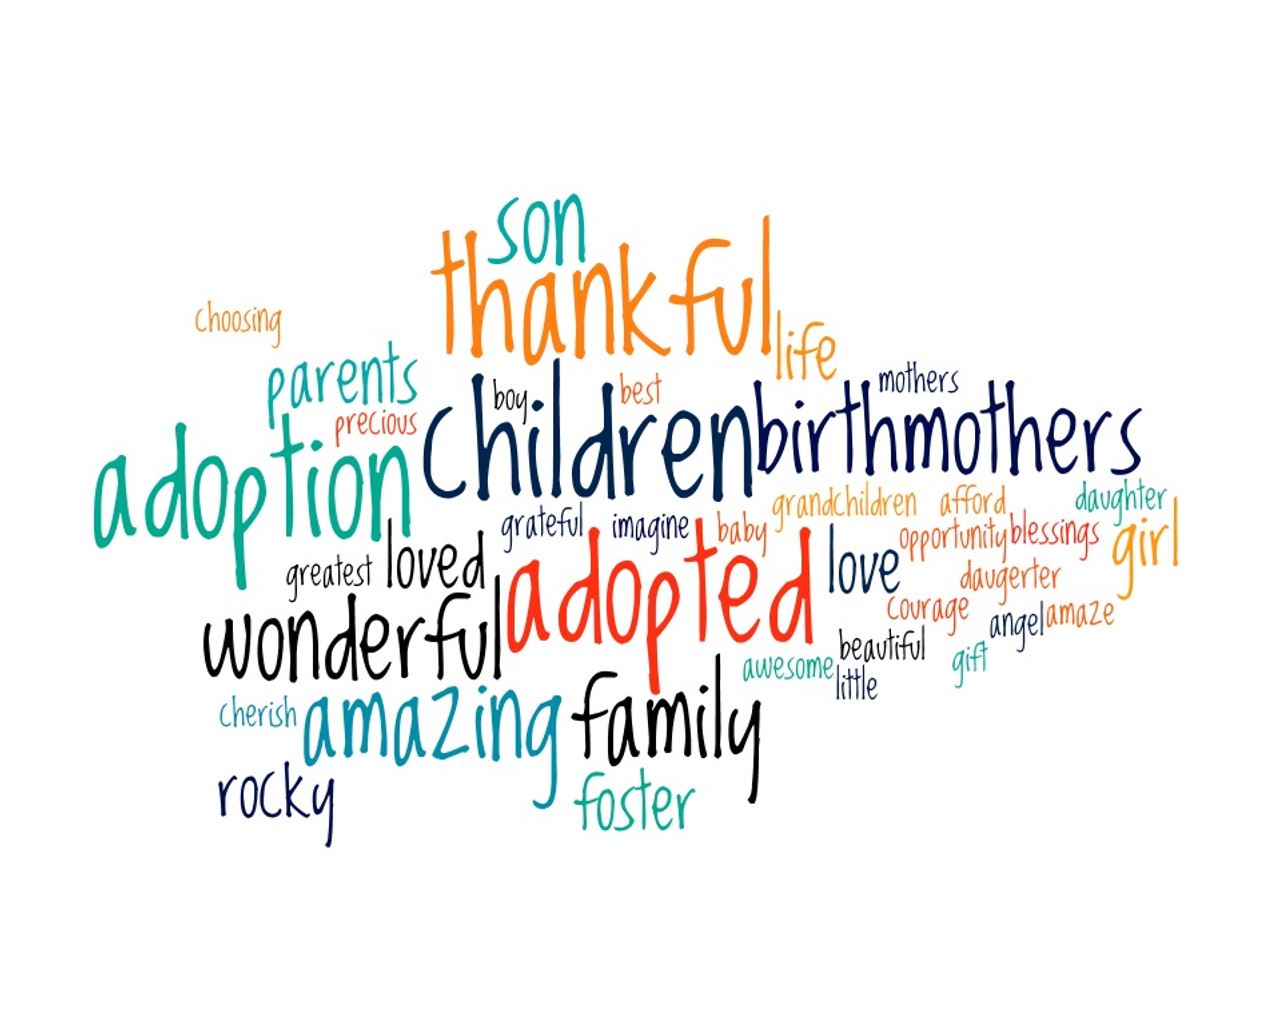 son
thankful
choosing
life
parents
boy
best
mothers
precious
children
birthmothers
adoption
grandchildren
afford
daughter
grateful
imagine
baby
opportunity
blessings
girl
greatest
loved
adopted
love
daugerter
courage
angel
amaze
wonderful
beautiful
awesome
gift
little
cherish
amazing
family
rocky
foster